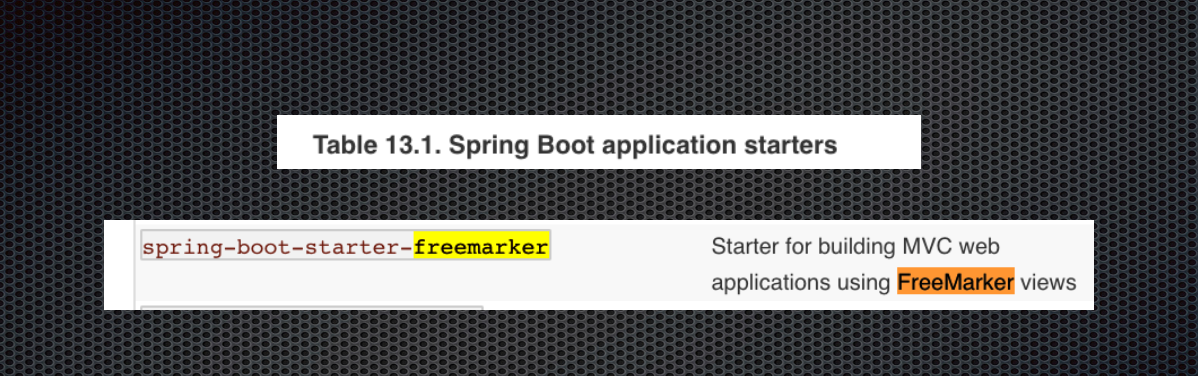 Table 13.1. Spring Boot application starters
spring-boot-starter-freemarker
Starter for building MVC web
applications using FreeMarker views